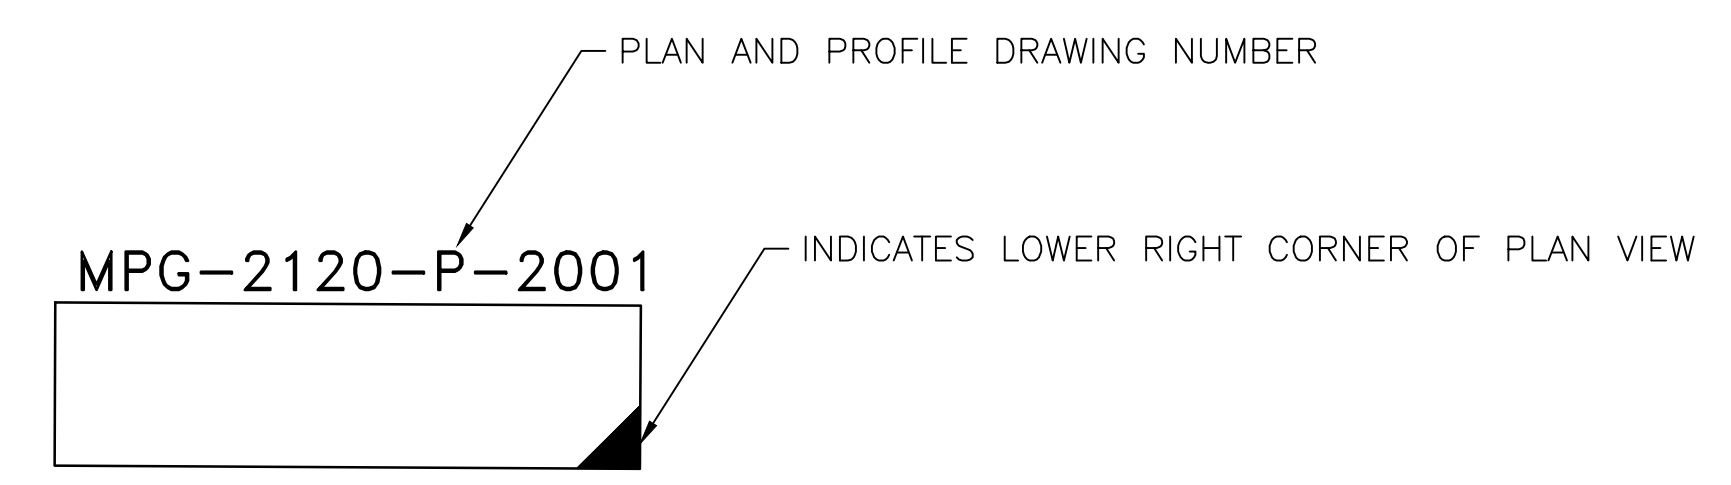 PLAN AND PROFILE DRAWING NUMBER
MPG-2120-P-2001
INDICATES LOWER RIGHT CORNER OF PLAN VIEW